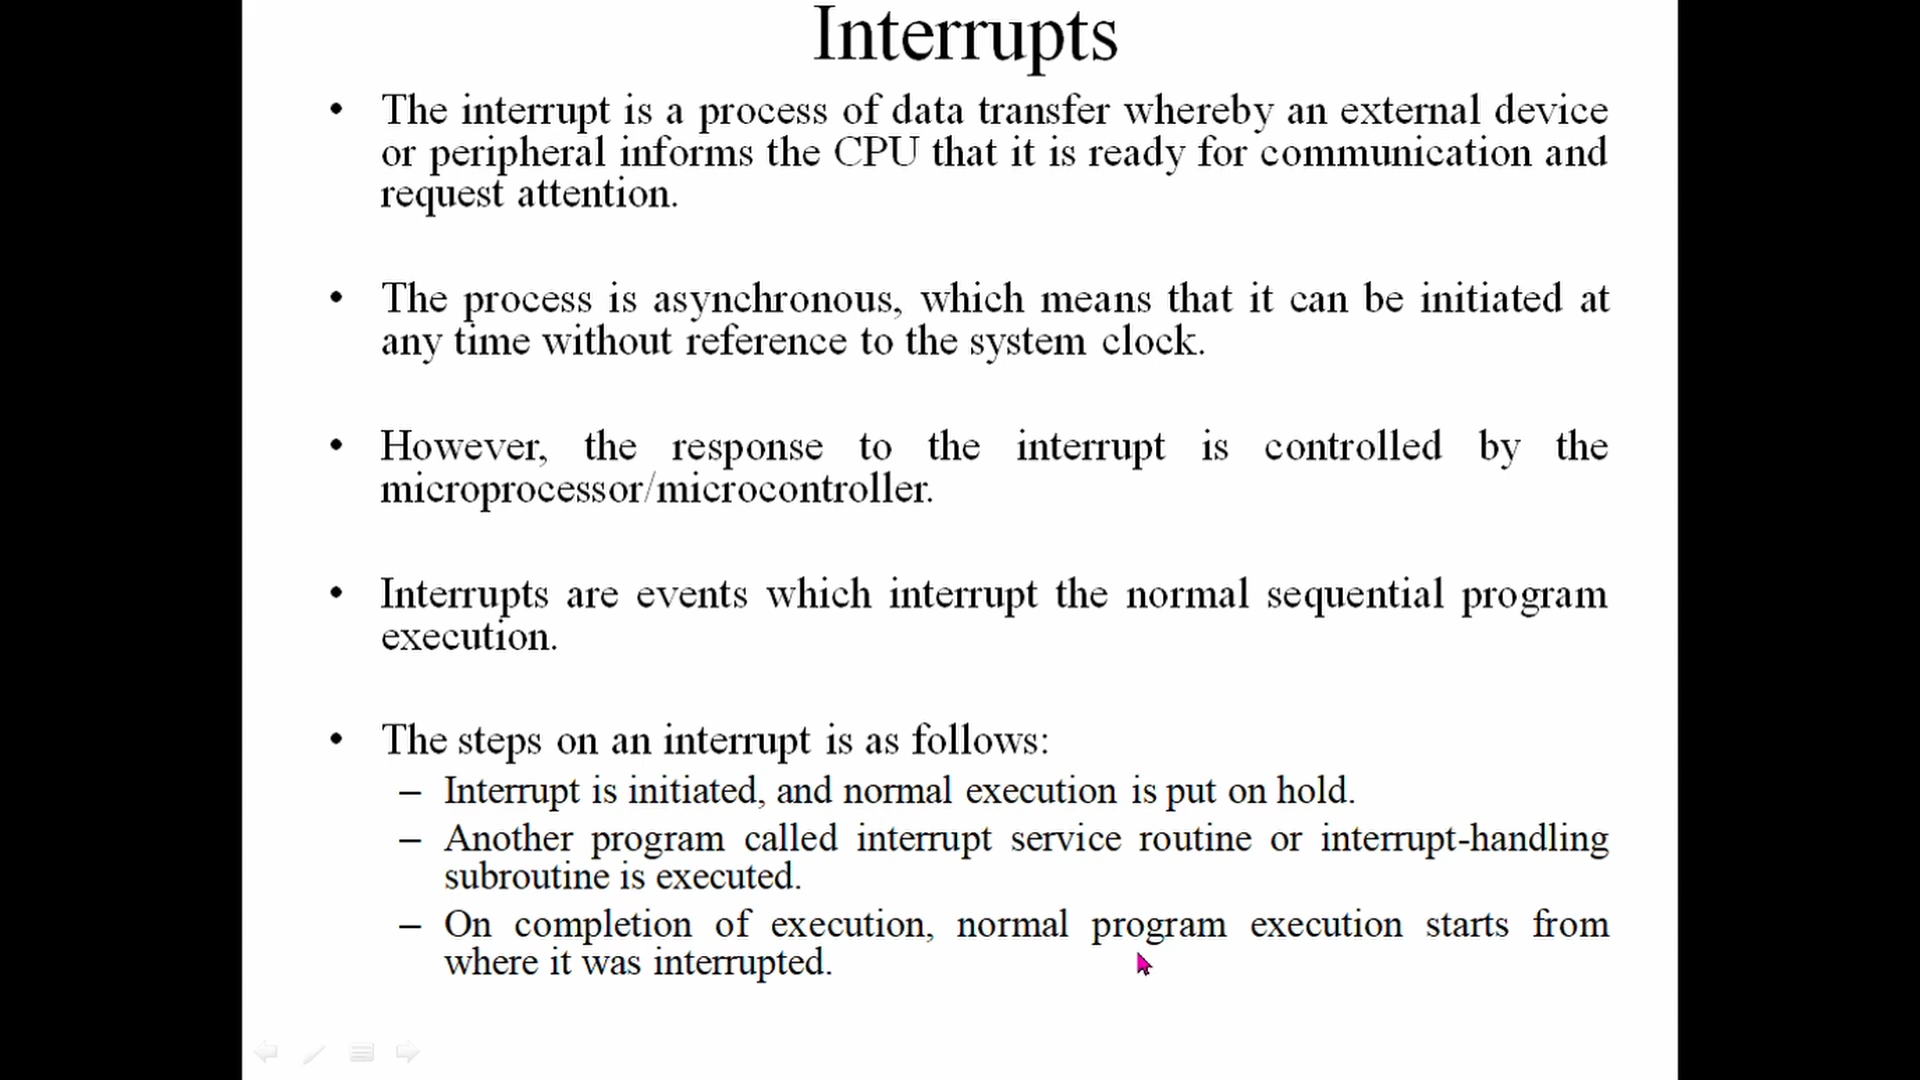 Interrupts
• The interrupt is a process of data transfer whereby an external device
or peripheral informs the CPU that it is ready for communication and
request attention.
• The process is asynchronous, which means that it can be initiated at
any time without reference to the system clock.
• However, the response to the interrupt is controlled by the
microprocessor/microcontroller.
• Interrupts are events which interrupt the normal sequential program
execution.
• The steps on an interrupt is as follows:
– Interrupt is initiated, and normal execution is put on hold.
– Another program called interrupt service routine or interrupt-handling
subroutine is executed.
– On completion of execution, normal program execution starts from
where it was interrupted.